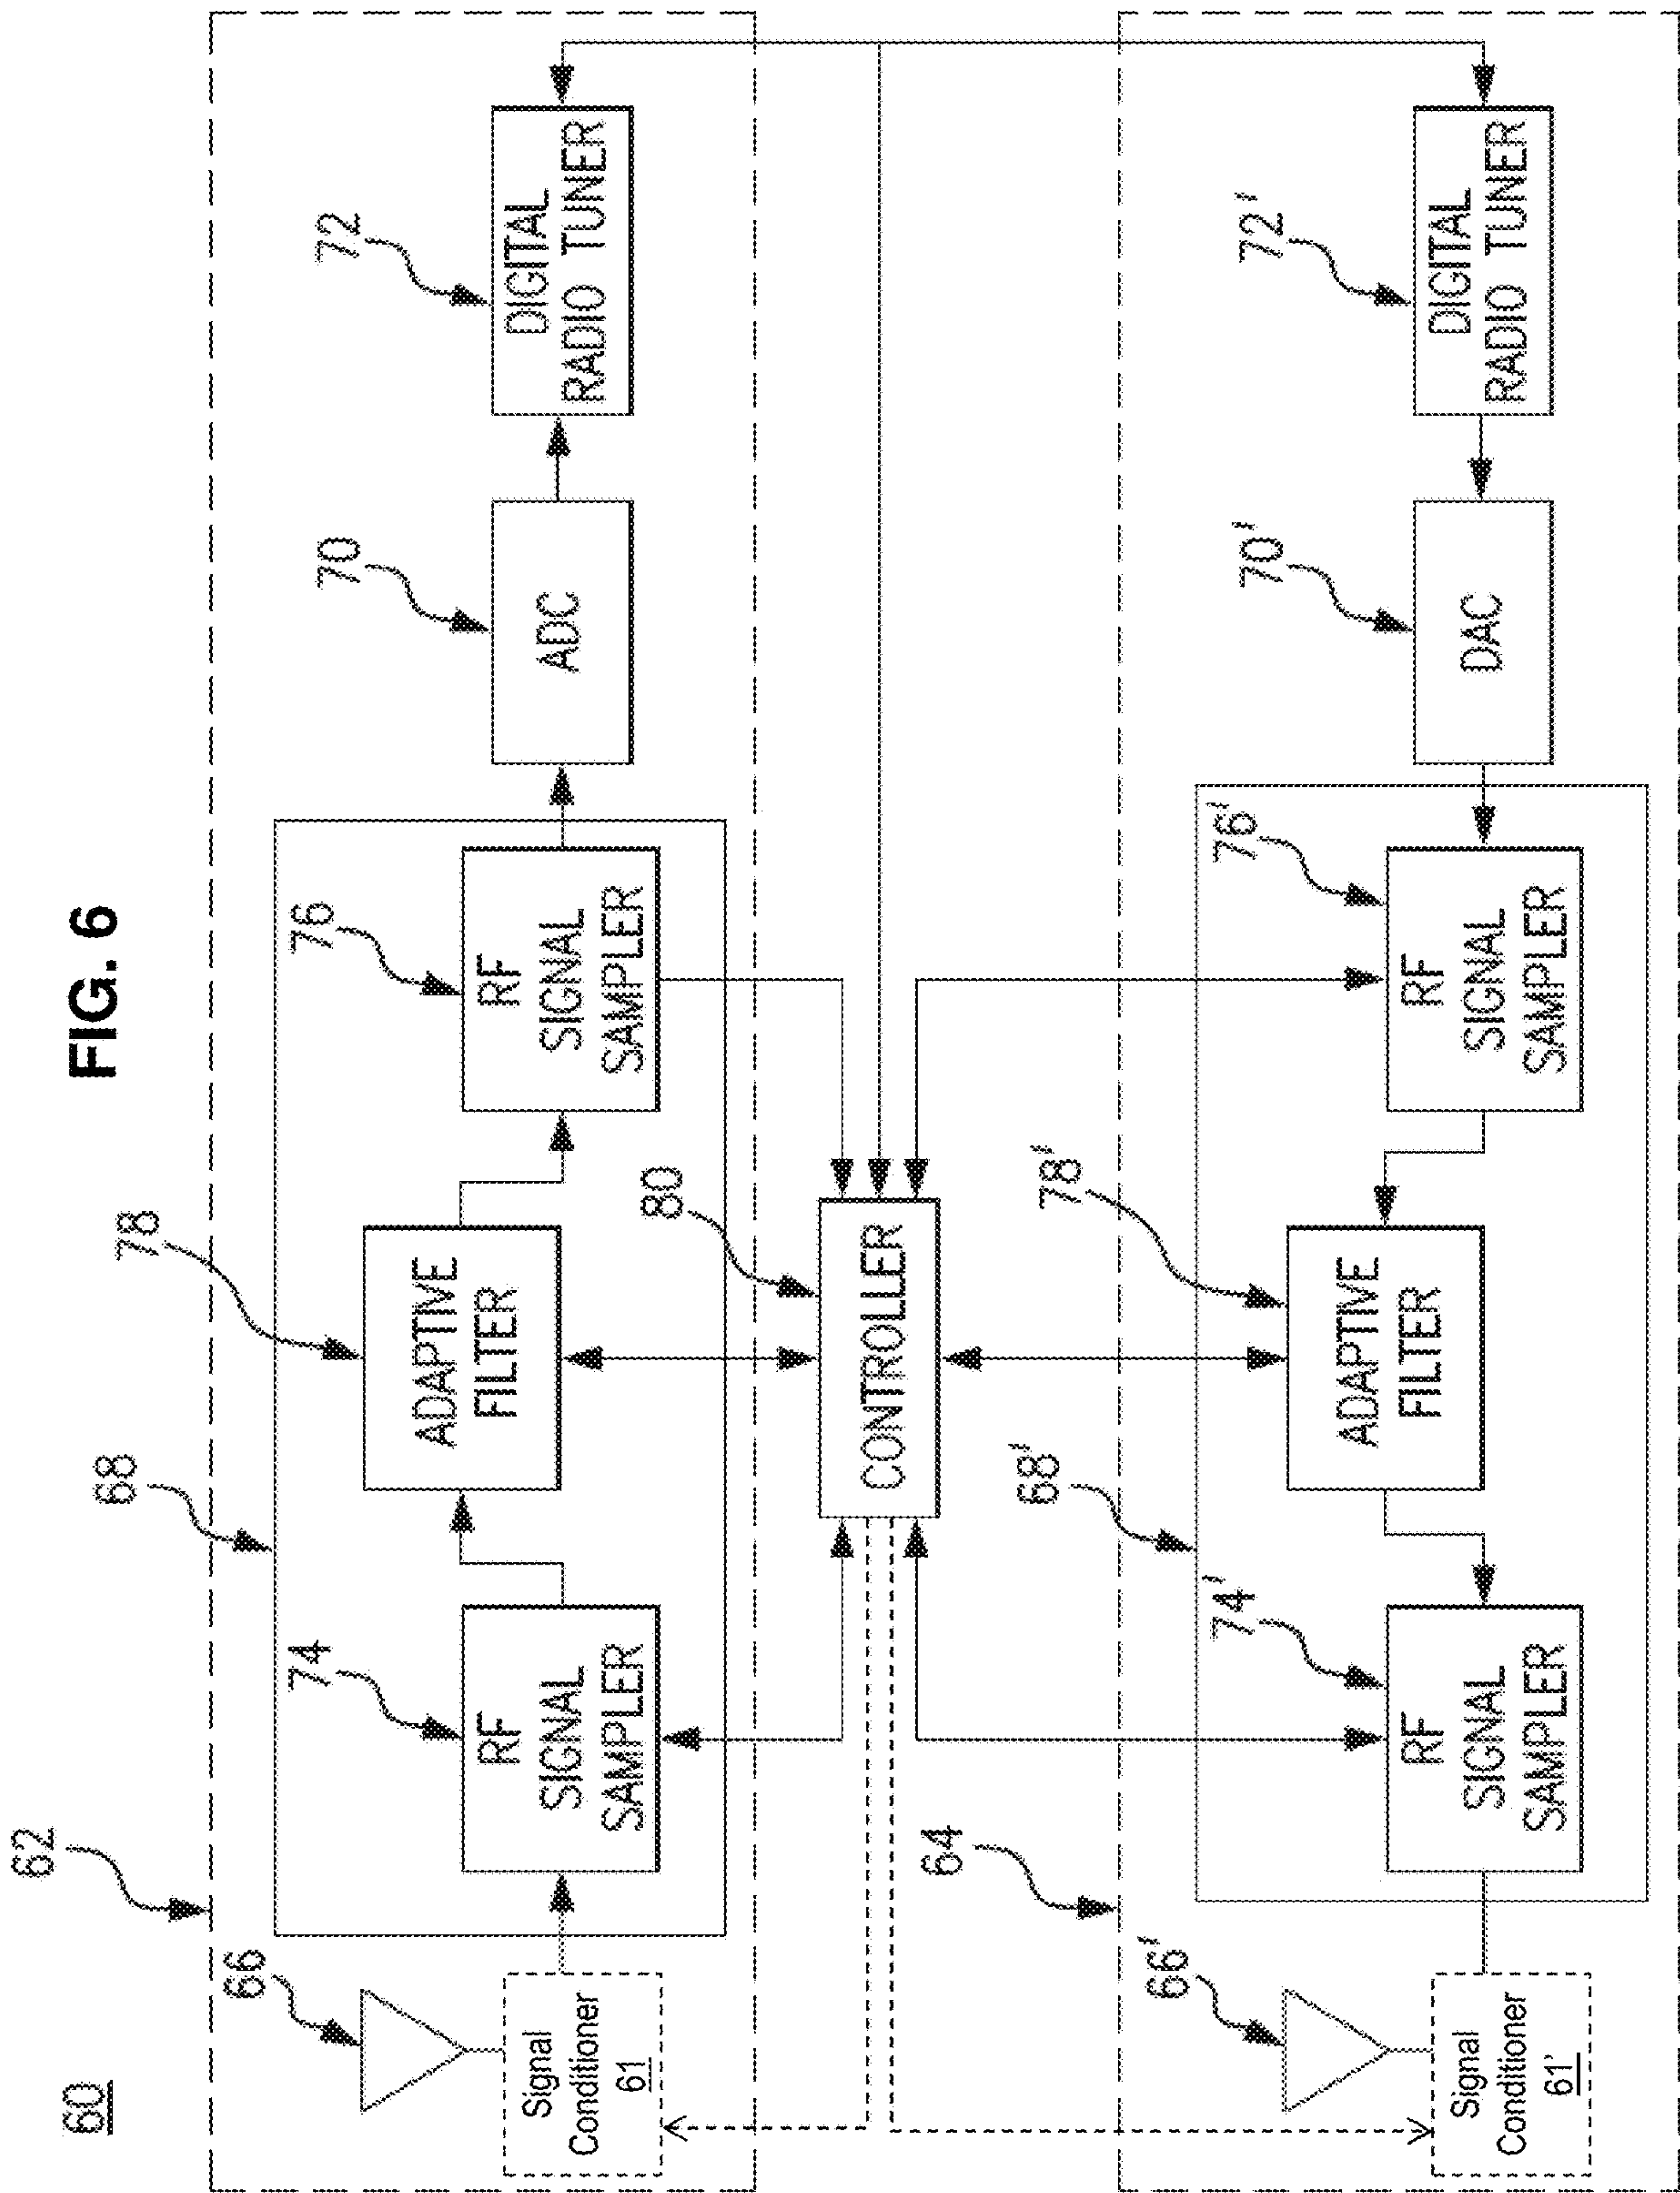 FIG. 6
60
62
66
Signal
Conditioner
61
68
74
RF
SIGNAL
SAMPLER
78
ADAPTIVE
FILTER
76
RF
SIGNAL
SAMPLER
70
ADC
72
DIGITAL
RADIO TUNER
80
CONTROLLER
64
66'
Signal
Conditioner
61'
68'
74'
RF
SIGNAL
SAMPLER
78'
ADAPTIVE
FILTER
76'
RF
SIGNAL
SAMPLER
70'
DAC
72'
DIGITAL
RADIO TUNER